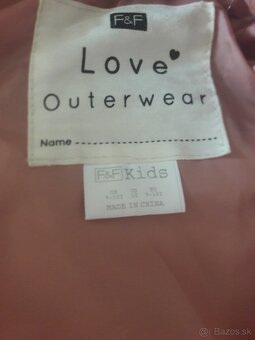 F&F
Love
Outerwear
Name
F&F Kids
MADE IN CHINA
© bazos.sk